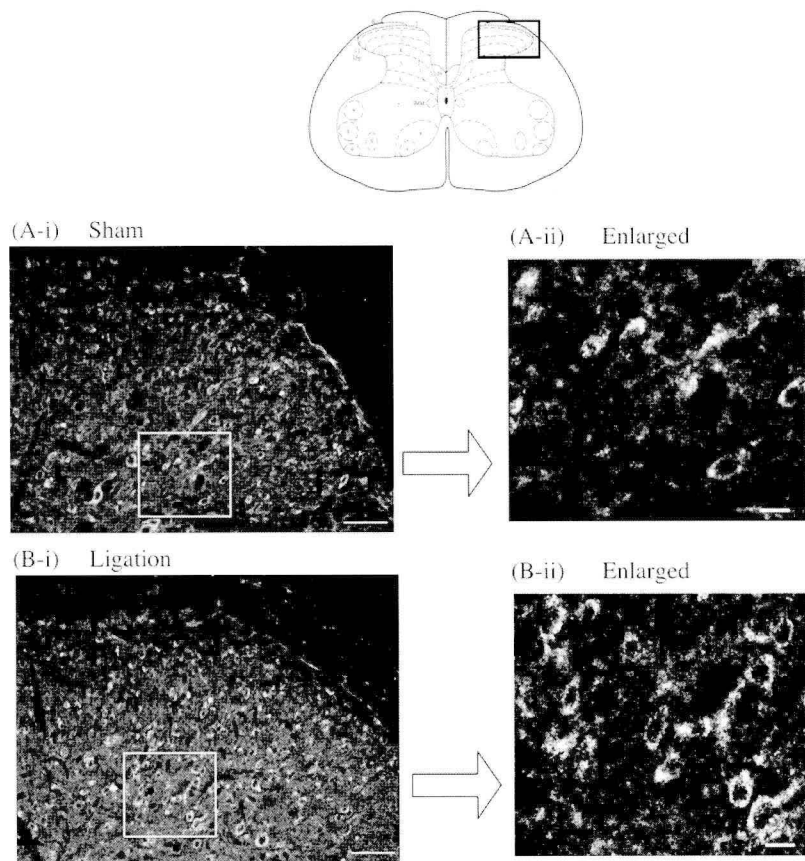 (A-i) Sham
(A-ii) Enlarged
(B-i) Ligation
(B-ii) Enlarged